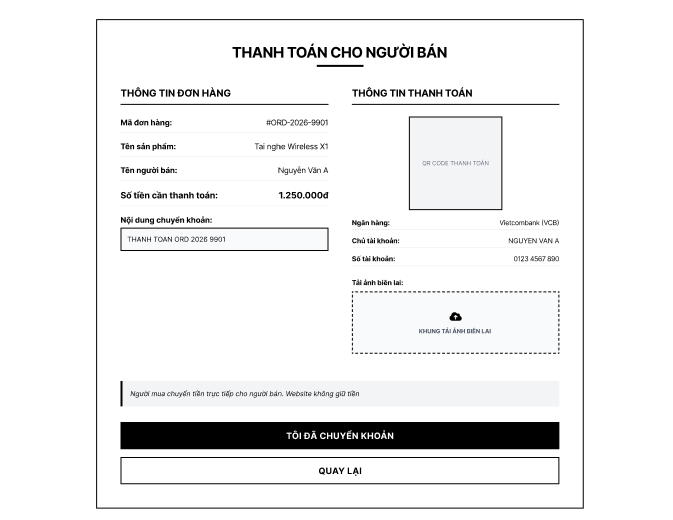 THANH TOÁN CHO NGƯỜI BÁN
THÔNG TIN ĐƠN HÀNG
Mã đơn hàng: #ORD-2026-9901
Tên sản phẩm: Tai nghe Wireless X1
Tên người bán: Nguyễn Văn A
Số tiền cần thanh toán: 1.250.000đ
Nội dung chuyển khoản:
THANH TOAN ORD 2026 9901
THÔNG TIN THANH TOÁN
QR CODE THANH TOÁN
Ngân hàng: Vietcombank (VCB)
Chủ tài khoản: NGUYEN VAN A
Số tài khoản: 0123 4567 890
Tải ảnh biên lai:
KHUNG TẢI ẢNH BIÊN LAI
Người mua chuyển tiền trực tiếp cho người bán. Website không giữ tiền
TÔI ĐÃ CHUYỂN KHOẢN
QUAY LẠI